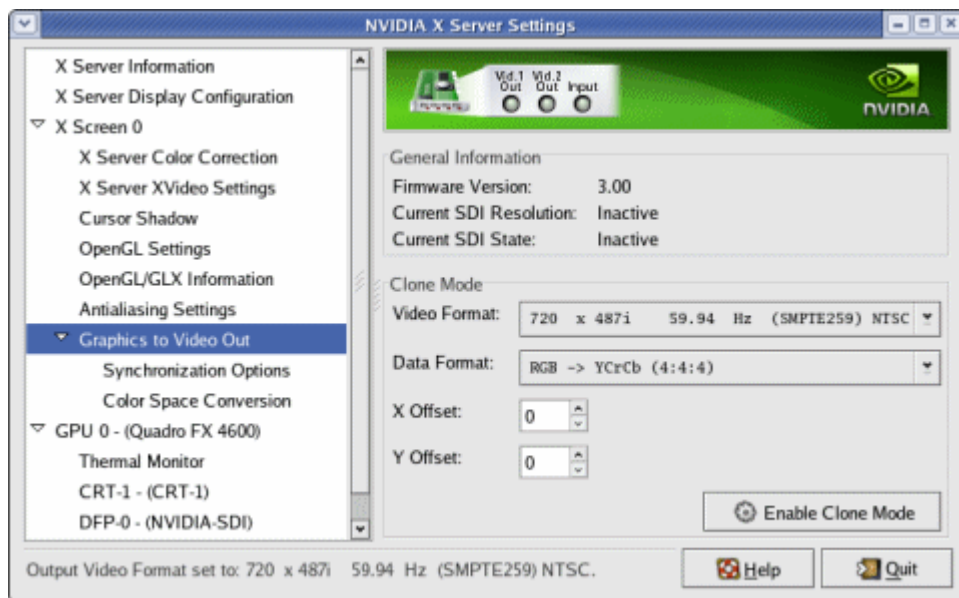 NVIDIA X Server Settings
X Server Information
X Server Display Configuration
X Screen 0
X Server Color Correction
X Server XVideo Settings
Cursor Shadow
OpenGL Settings
OpenGL/GLX Information
Antialiasing Settings
Graphics to Video Out
Synchronization Options
Color Space Conversion
GPU 0 - (Quadro FX 4600)
Thermal Monitor
CRT-1 - (CRT-1)
DFP-0 - (NVIDIA-SDI)
Vid.1 Out Vid.2 Out Input
NVIDIA
General Information
Firmware Version: 3.00
Current SDI Resolution: Inactive
Current SDI State: Inactive
Clone Mode
Video Format: 720 x 487i 59.94 Hz (SMPTE259) NTSC
Data Format: RGB -> YCrCb (4:4:4)
X Offset: 0
Y Offset: 0
Enable Clone Mode
Output Video Format set to: 720 x 487i 59.94 Hz (SMPTE259) NTSC.
Help
Quit